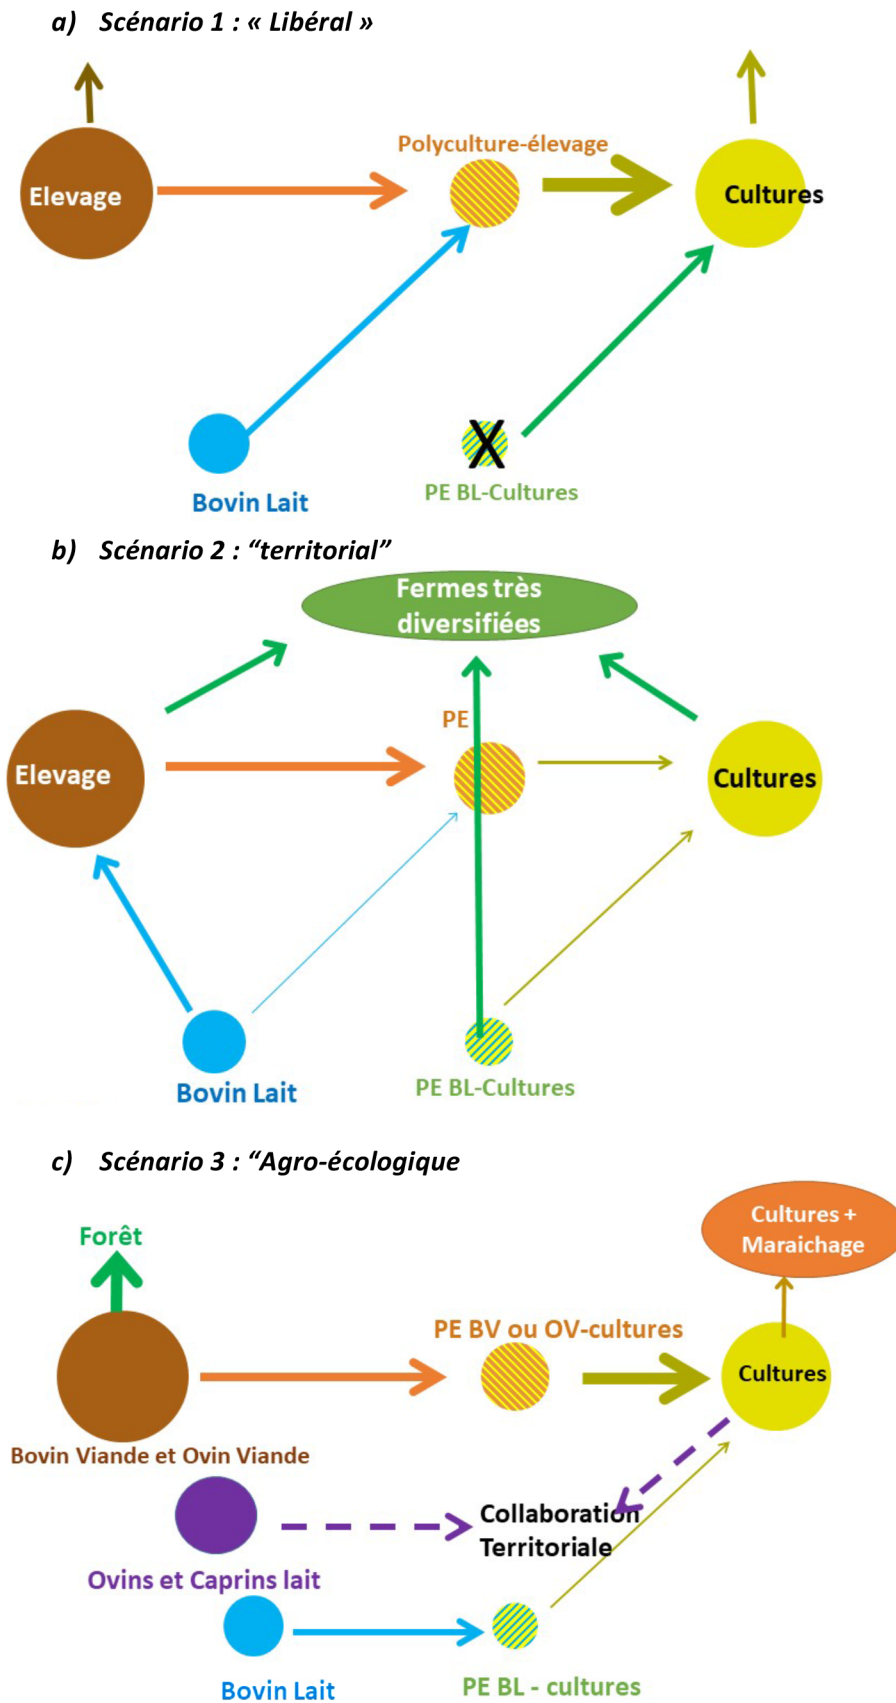 a) Scénario 1 : « Libéral »
Polyculture-élevage
Elevage
Cultures
X
PE BL-Cultures
Bovin Lait
b) Scénario 2 : “territorial”
Fermes très
diversifiées
PE
Elevage
Cultures
PE BL-Cultures
Bovin Lait
c) Scénario 3 : “Agro-écologique
Cultures +
Maraichage
Forêt
PE BV ou OV-cultures
Cultures
Bovin Viande et Ovin Viande
Collaboration
Territoriale
Ovins et Caprins lait
PE BL - cultures
Bovin Lait